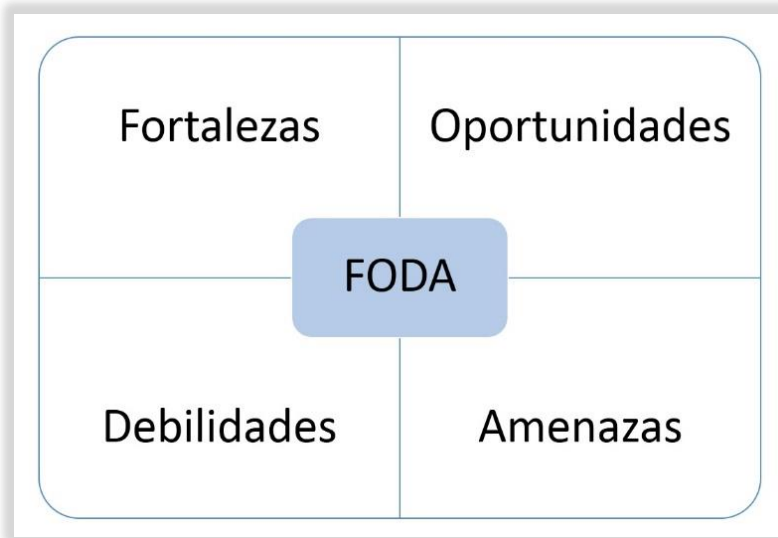 Fortalezas
Oportunidades
FODA
Debilidades
Amenazas